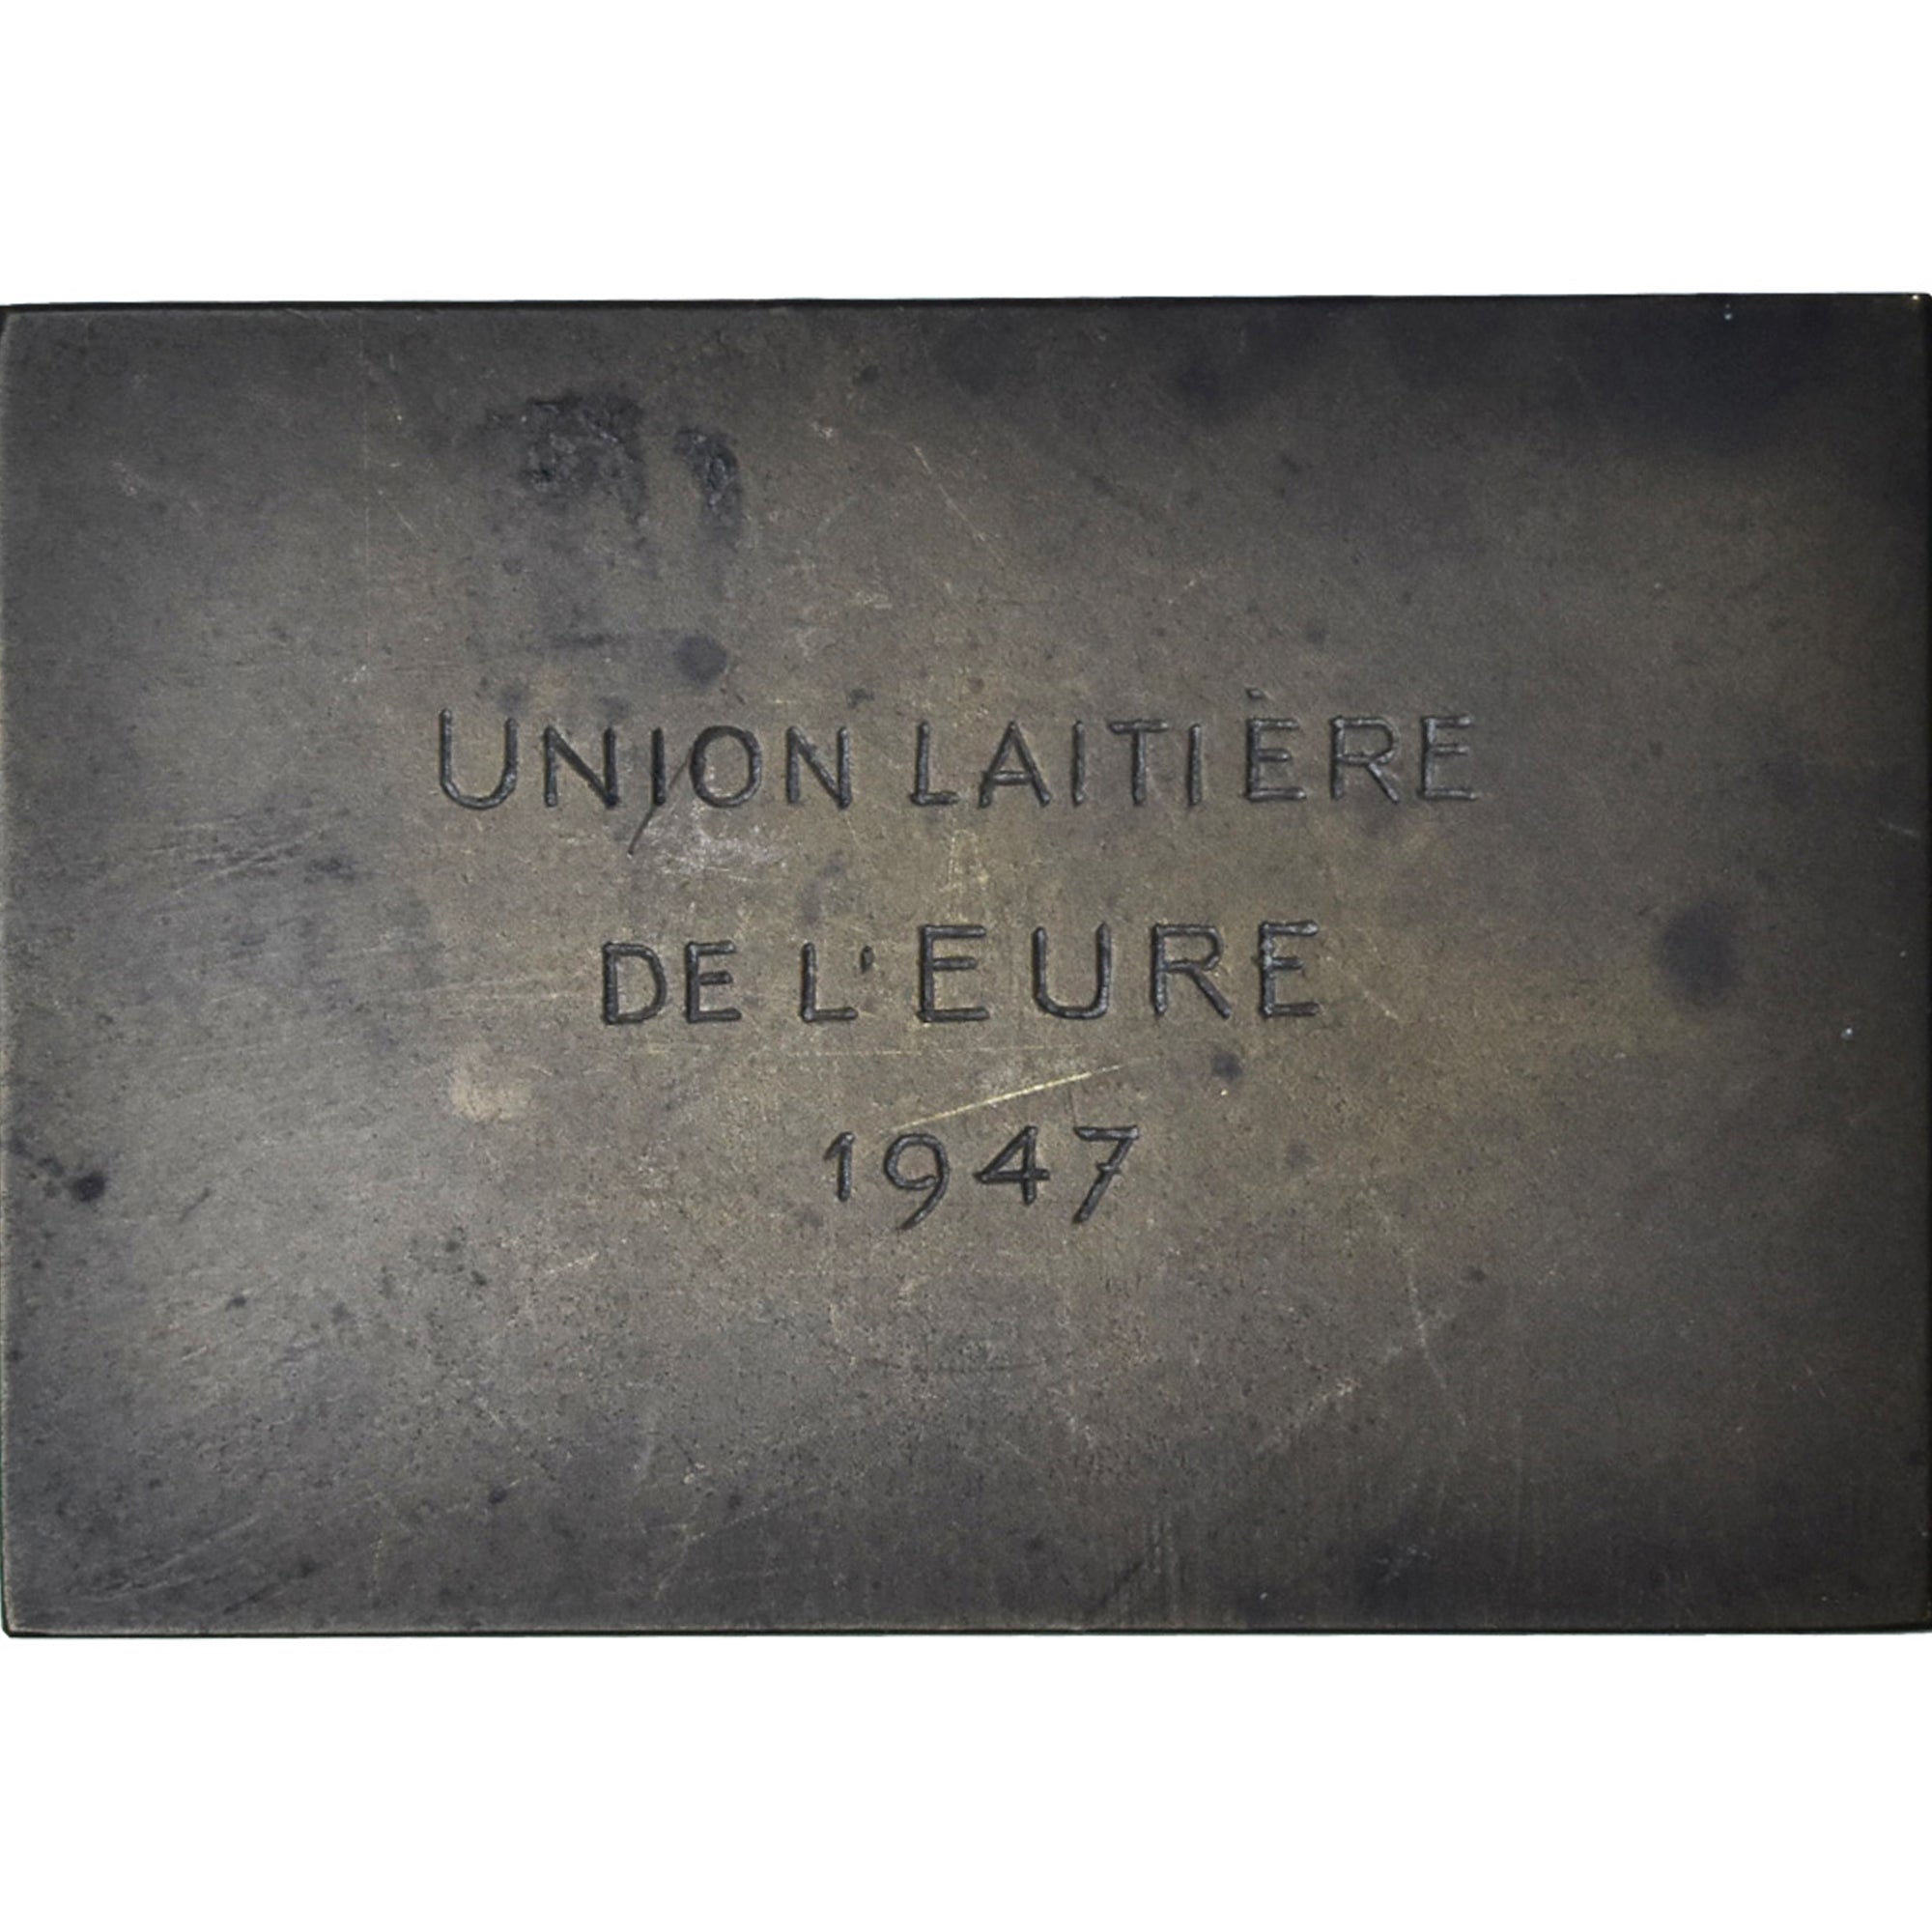 UNION LAITIÈRE
DE L'EURE
1947